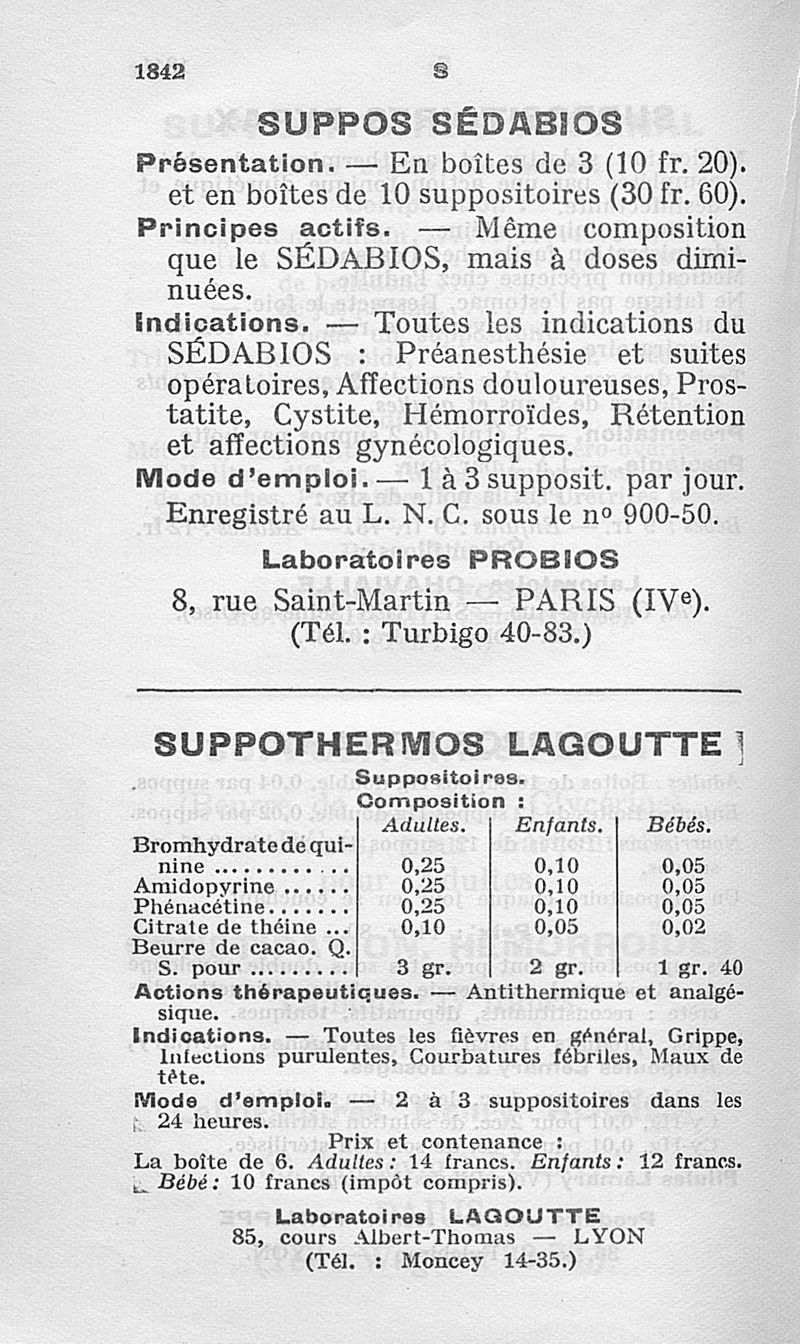 1842 S
SUPPOS SÉDABIOS
Présentation. — En boîtes de 3 (10 fr. 20).
et en boîtes de 10 suppositoires (30 fr. 60).
Principes actifs. — Même composition
que le SÉDABIOS, mais à doses dimi-
nuées.
Indications. — Toutes les indications du
SÉDABIOS : Préanesthésie et suites
opératoires, Affections douloureuses, Pros-
tatite, Cystite, Hémorroïdes, Rétention
et affections gynécologiques.
Mode d'emploi. — 1 à 3 supposit. par jour.
Enregistré au L. N. C. sous le nº 900-50.
Laboratoires PROBIOS
8, rue Saint-Martin — PARIS (IVe).
(Tél. : Turbigo 40-83.)
SUPPOTHERMOS LAGOUTTE
Suppositoires.
Composition :
Adultes. Enfants. Bébés.
Bromhydrate de qui-
nine ............ 0,25 0,10 0,05
Amidopyrine ...... 0,25 0,10 0,05
Phénacétine....... 0,25 0,10 0,05
Citrate de théine ... 0,10 0,05 0,02
Beurre de cacao. Q.
S. pour ......... 3 gr. 2 gr. 1 gr. 40
Actions thérapeutiques. — Antithermique et analgé-
sique.
Indications. — Toutes les fièvres en général, Grippe,
Infections purulentes, Courbatures fébriles, Maux de
tête.
Mode d'emploi. — 2 à 3 suppositoires dans les
24 heures.
Prix et contenance :
La boîte de 6. Adultes : 14 francs. Enfants : 12 francs.
Bébé : 10 francs (impôt compris).
Laboratoires LAGOUTTE
85, cours Albert-Thomas — LYON
(Tél. : Moncey 14-35.)